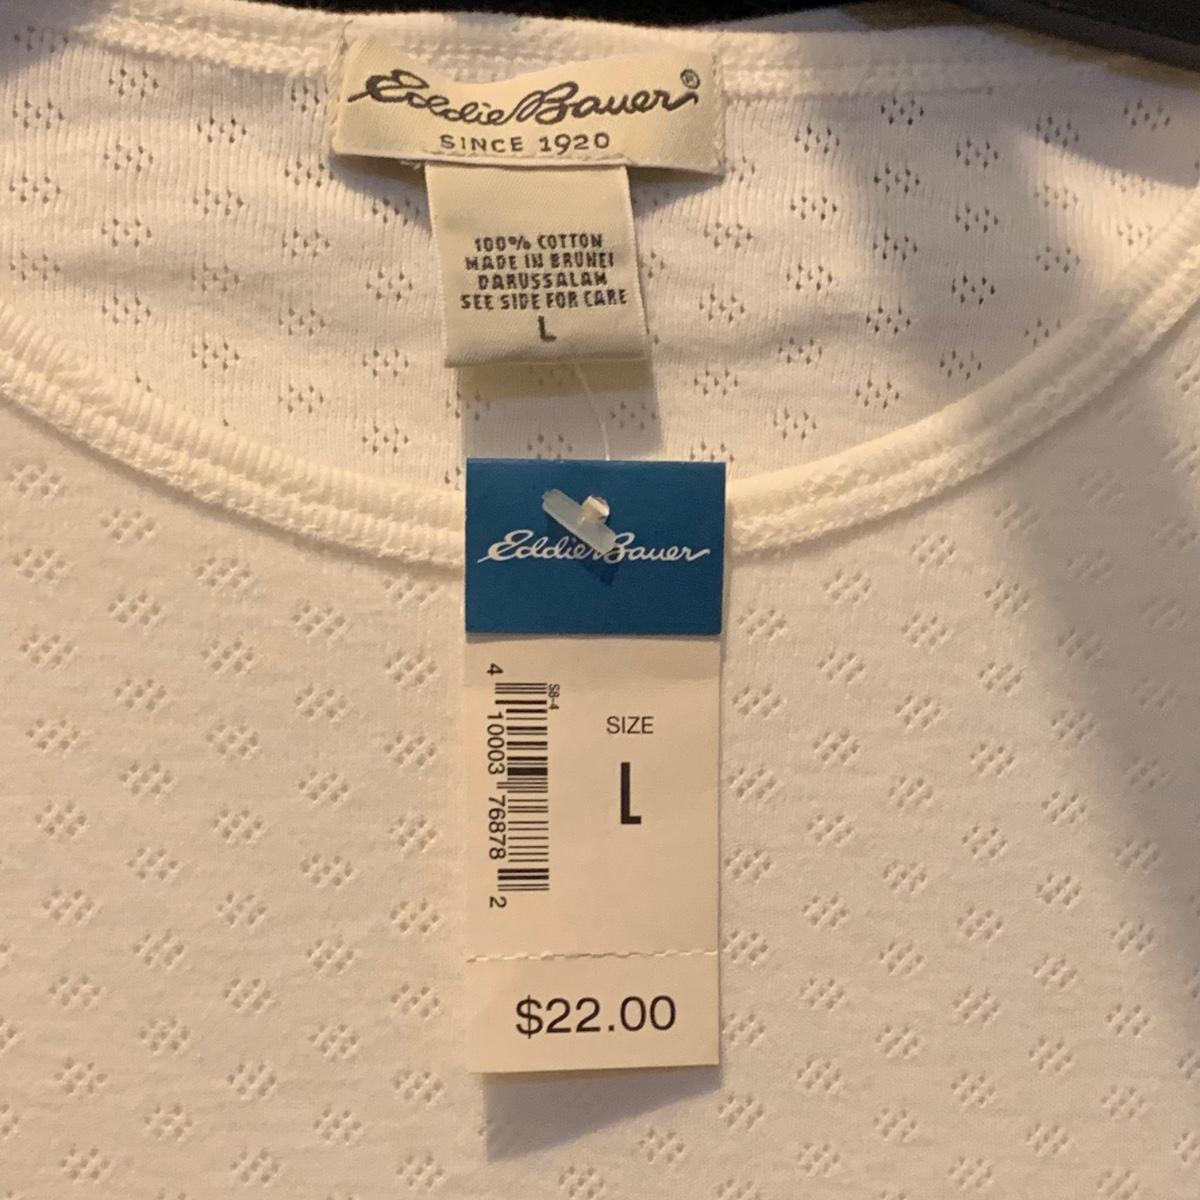 Eddie Bauer®
SINCE 1920
100% COTTON
MADE IN BRUNEI
DARUSSALAM
SEE SIDE FOR CARE
L
Eddie Bauer
4 10003 76878 2
S8-4
SIZE
L
$22.00